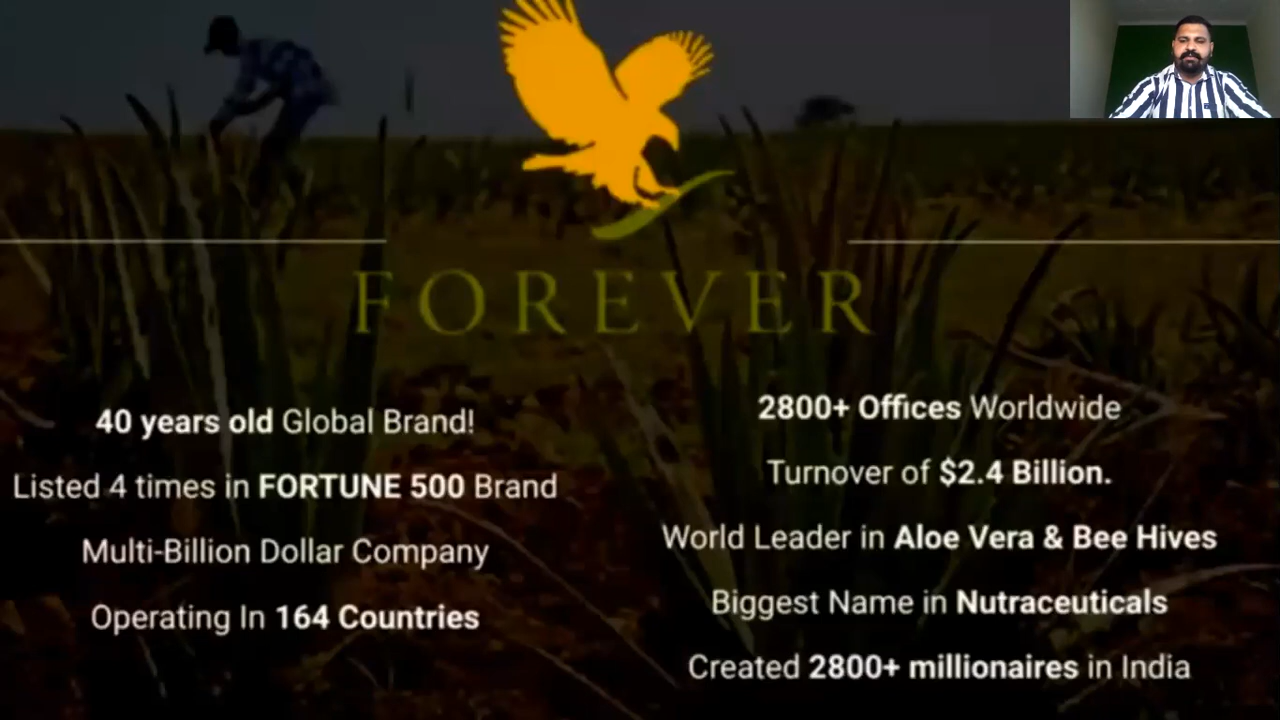 FOREVER
40 years old Global Brand!
Listed 4 times in FORTUNE 500 Brand
Multi-Billion Dollar Company
Operating In 164 Countries
2800+ Offices Worldwide
Turnover of $2.4 Billion.
World Leader in Aloe Vera & Bee Hives
Biggest Name in Nutraceuticals
Created 2800+ millionaires in India